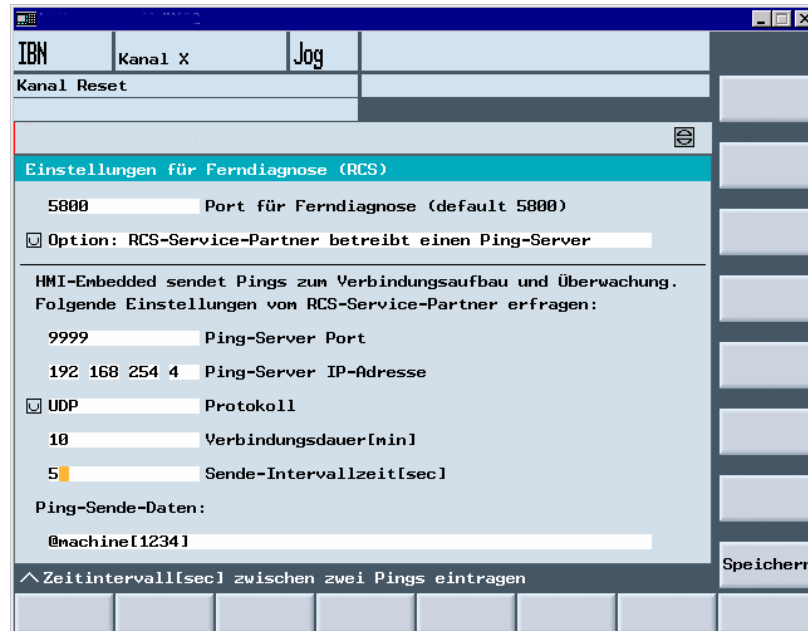 IBN Kanal X Jog
Kanal Reset
Einstellungen für Ferndiagnose (RCS)
5800 Port für Ferndiagnose (default 5800)
Option: RCS-Service-Partner betreibt einen Ping-Server
HMI-Embedded sendet Pings zum Verbindungsaufbau und Überwachung.
Folgende Einstellungen vom RCS-Service-Partner erfragen:
9999 Ping-Server Port
192 168 254 4 Ping-Server IP-Adresse
UDP Protokoll
10 Verbindungsdauer[min]
5 Sende-Intervallzeit[sec]
Ping-Sende-Daten:
@machine[1234]
Speichern
Zeitintervall[sec] zwischen zwei Pings eintragen